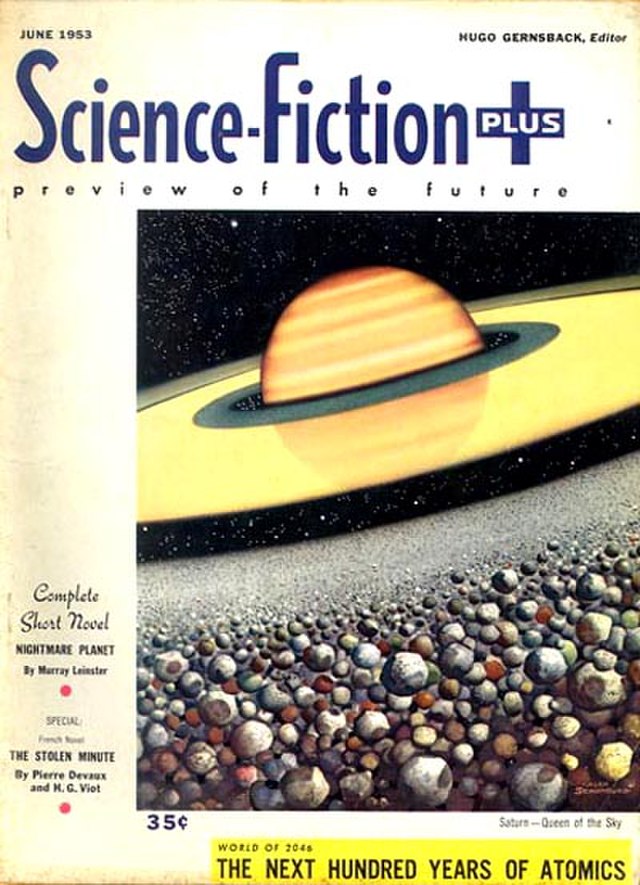 JUNE 1953
HUGO GERNSBACK, Editor
Science-Fiction PLUS
preview of the future
Complete
Short Novel
NIGHTMARE PLANET
By Murray Leinster
SPECIAL:
French Novel
THE STOLEN MINUTE
By Pierre Devaux
and H. G. Viot
35¢
Saturn—Queen of the Sky
WORLD OF 2046
THE NEXT HUNDRED YEARS OF ATOMICS